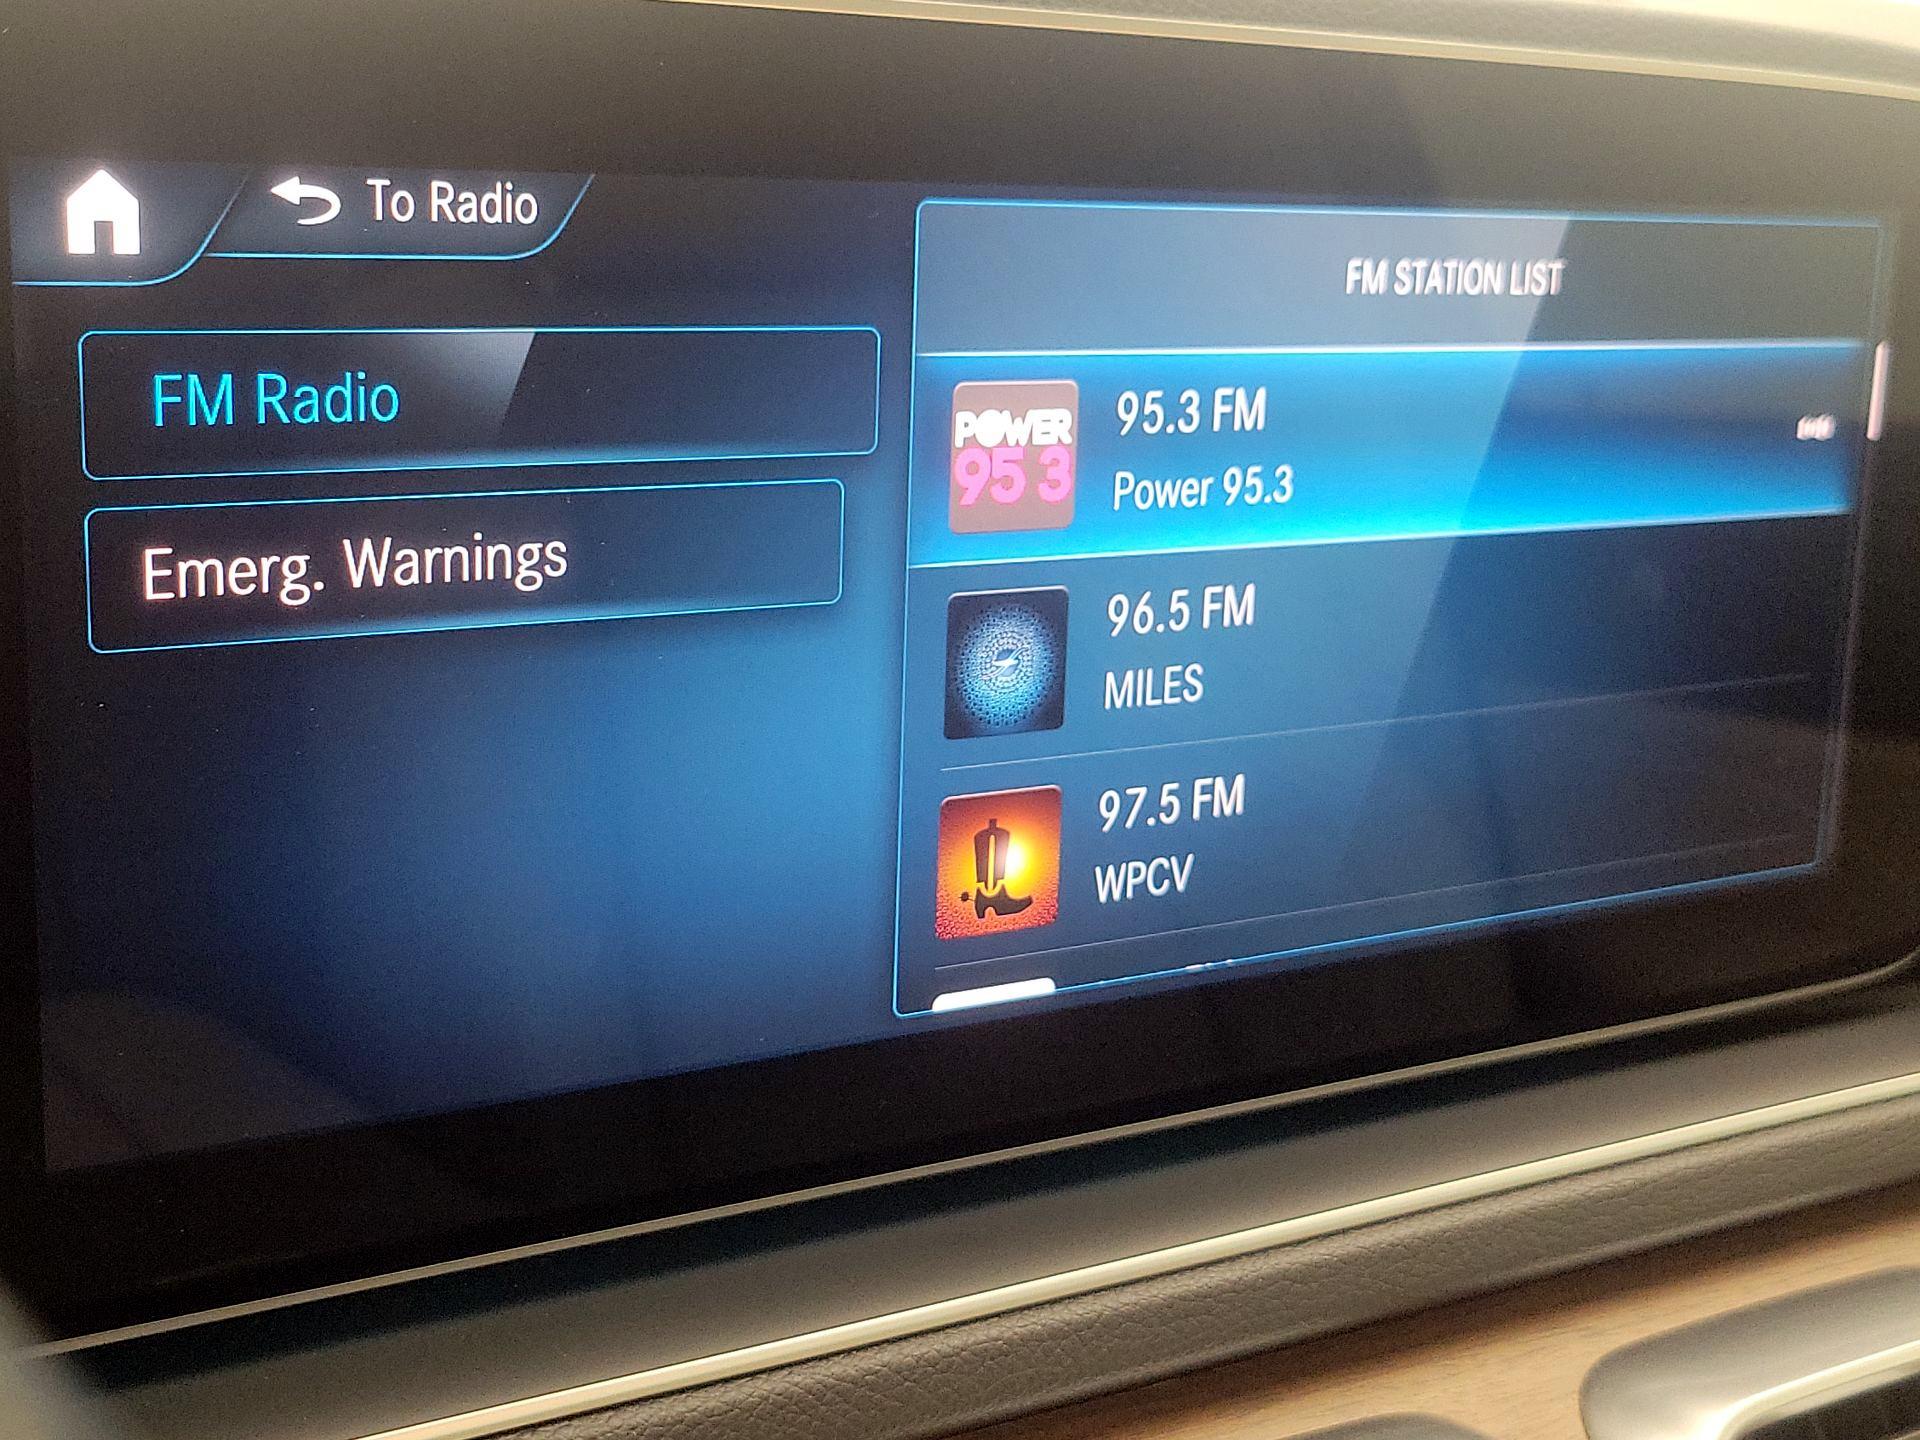 To Radio
FM Radio
Emerg. Warnings
FM STATION LIST
POWER
95 3
95.3 FM
Power 95.3
96.5 FM
MILES
97.5 FM
WPCV